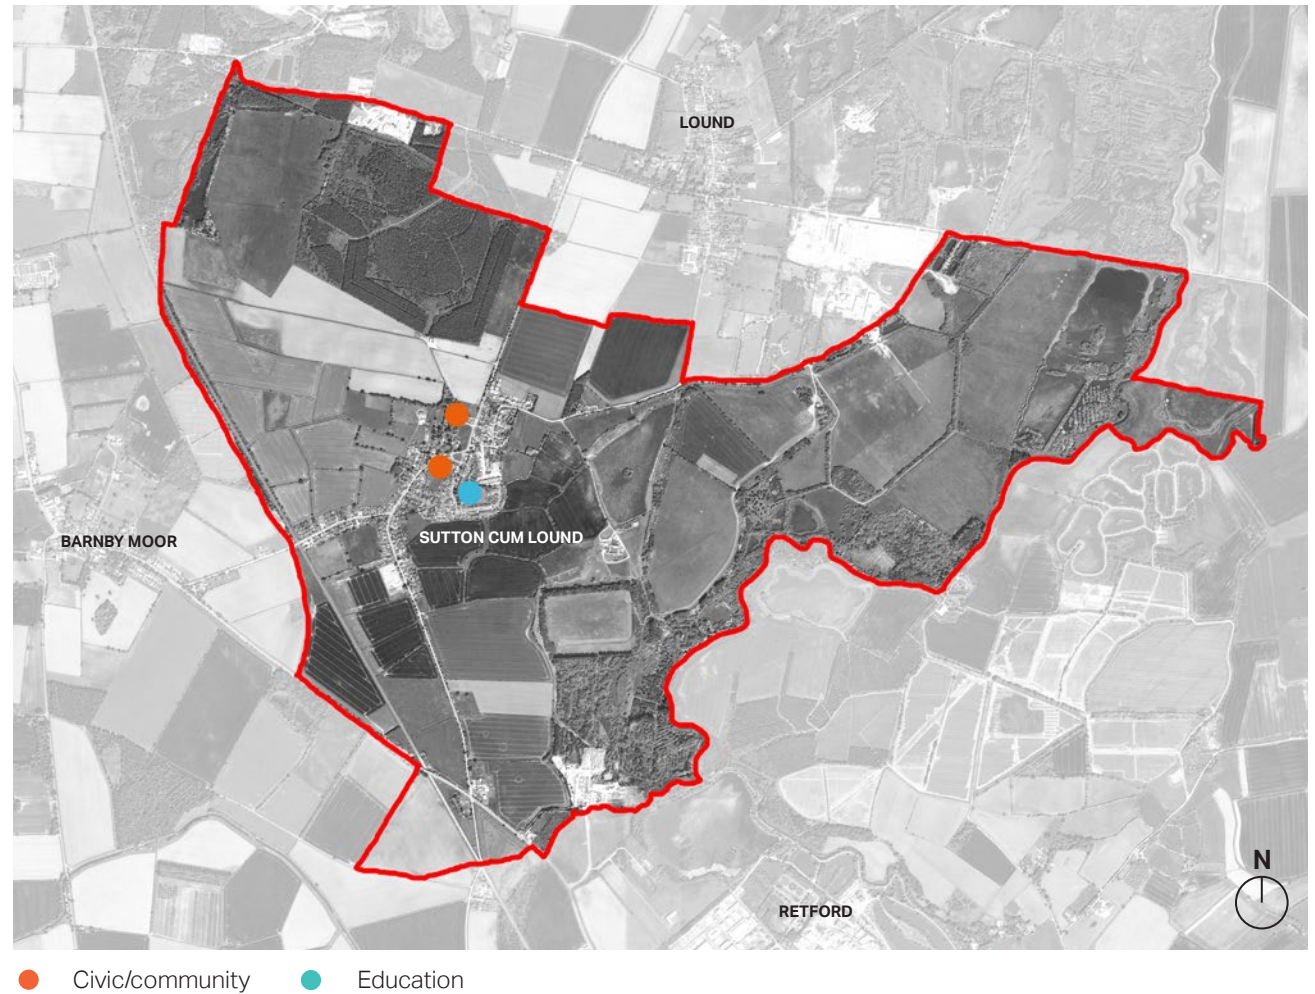 LOUND
BARNBY MOOR
SUTTON CUM LOUND
N
RETFORD
Civic/community
Education